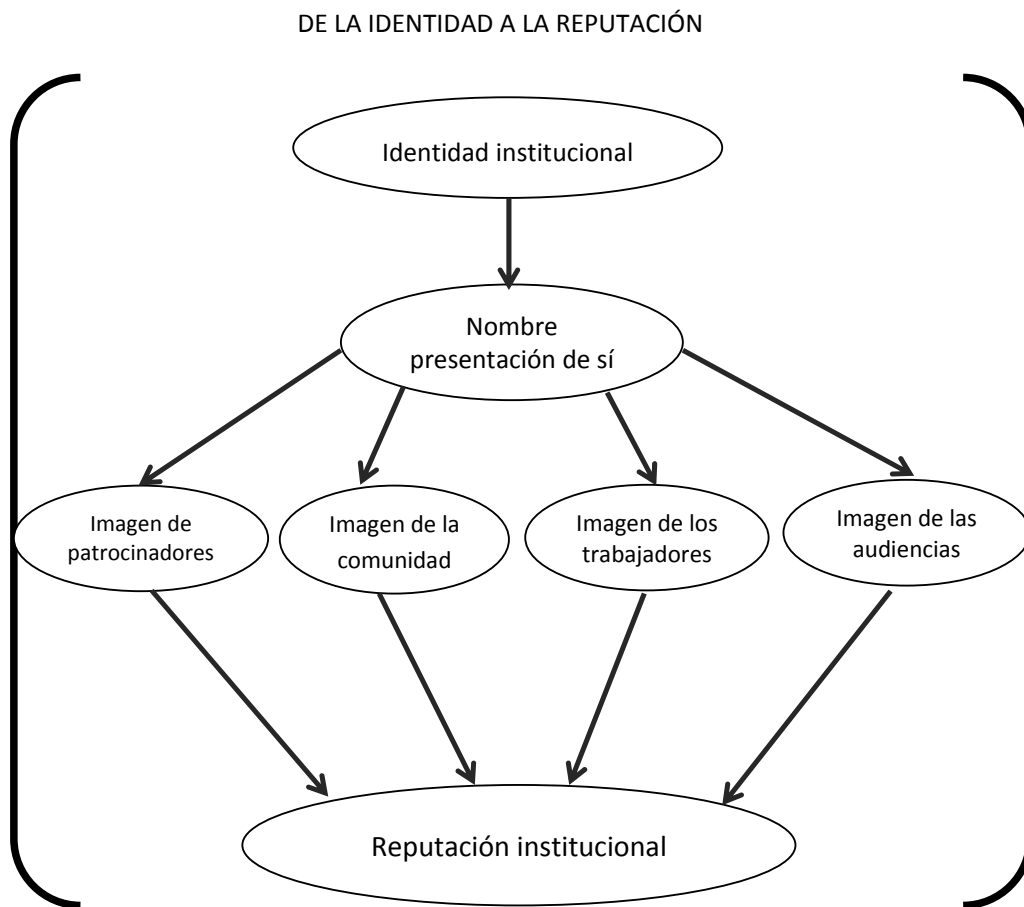 DE LA IDENTIDAD A LA REPUTACIÓN
Identidad institucional
Nombre
presentación de sí
Imagen de
patrocinadores
Imagen de la
comunidad
Imagen de los
trabajadores
Imagen de las
audiencias
Reputación institucional